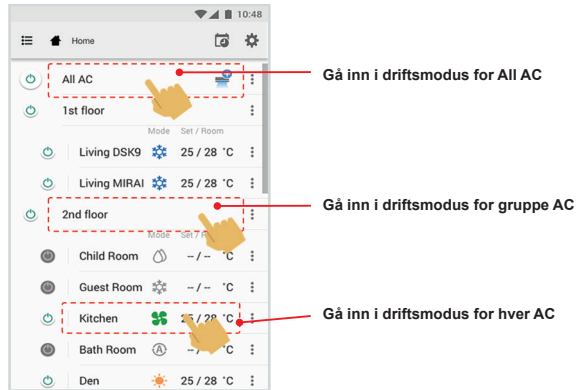 10:48
Home
All AC
Gå inn i driftsmodus for All AC
1st floor
Mode Set / Room
Living DSK9 25 / 28 °C
Living MIRAI 25 / 28 °C
2nd floor
Gå inn i driftsmodus for gruppe AC
Mode Set /
Child Room -- / -- °C
Guest Room -- / -- °C
Kitchen 25 / 28 °C
Gå inn i driftsmodus for hver AC
Bath Room A -- / -- °C
Den 25 / 28 °C